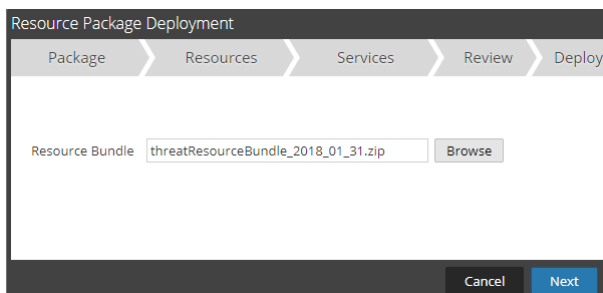 Resource Package Deployment
Package Resources Services Review Deploy
Resource Bundle threatResourceBundle_2018_01_31.zip Browse
Cancel Next